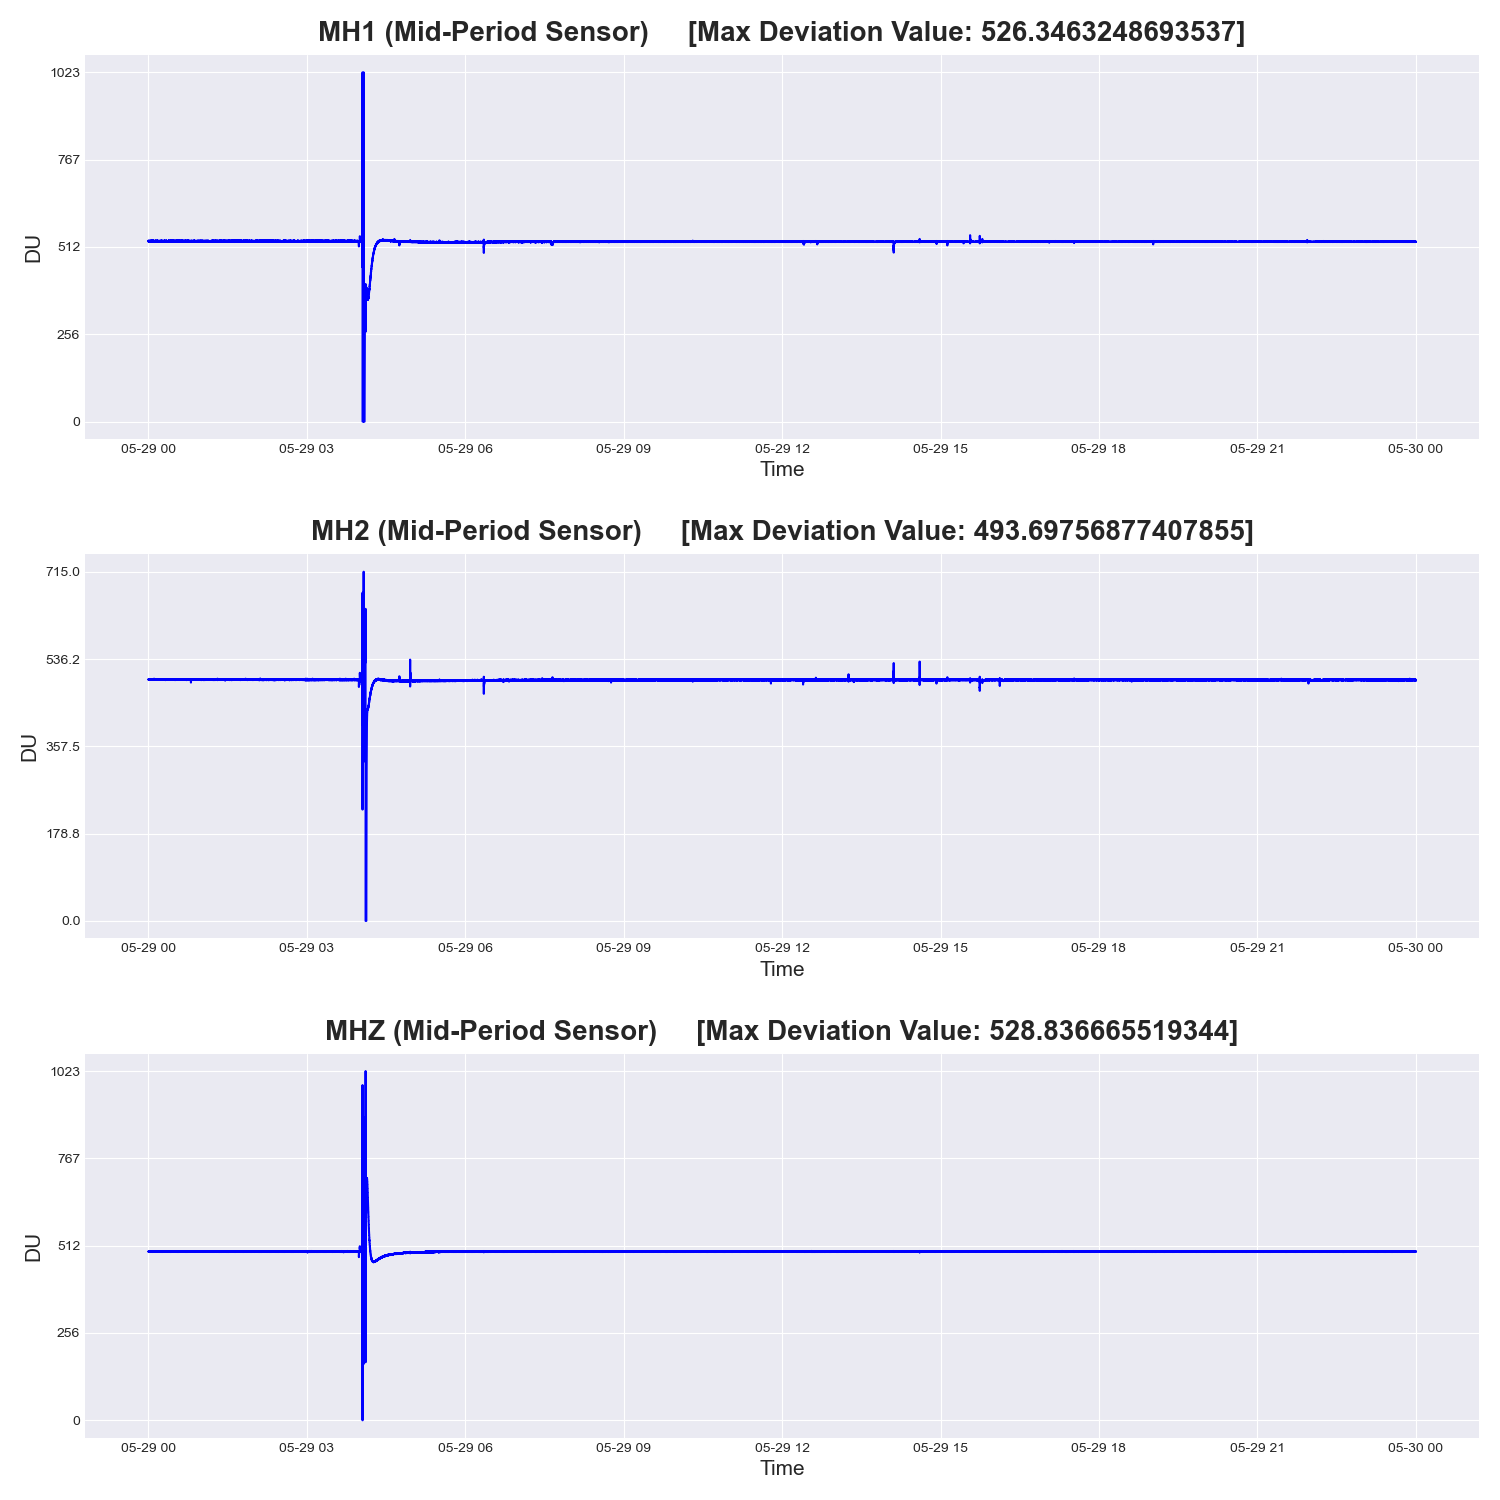 MH1 (Mid-Period Sensor) [Max Deviation Value: 526.3463248693537]
1023
767
512
256
0
DU
05-29 00 05-29 03 05-29 06 05-29 09 05-29 12 05-29 15 05-29 18 05-29 21 05-30 00
Time
MH2 (Mid-Period Sensor) [Max Deviation Value: 493.69756877407855]
715.0
536.2
357.5
178.8
0.0
DU
05-29 00 05-29 03 05-29 06 05-29 09 05-29 12 05-29 15 05-29 18 05-29 21 05-30 00
Time
MHZ (Mid-Period Sensor) [Max Deviation Value: 528.836665519344]
1023
767
512
256
0
DU
05-29 00 05-29 03 05-29 06 05-29 09 05-29 12 05-29 15 05-29 18 05-29 21 05-30 00
Time